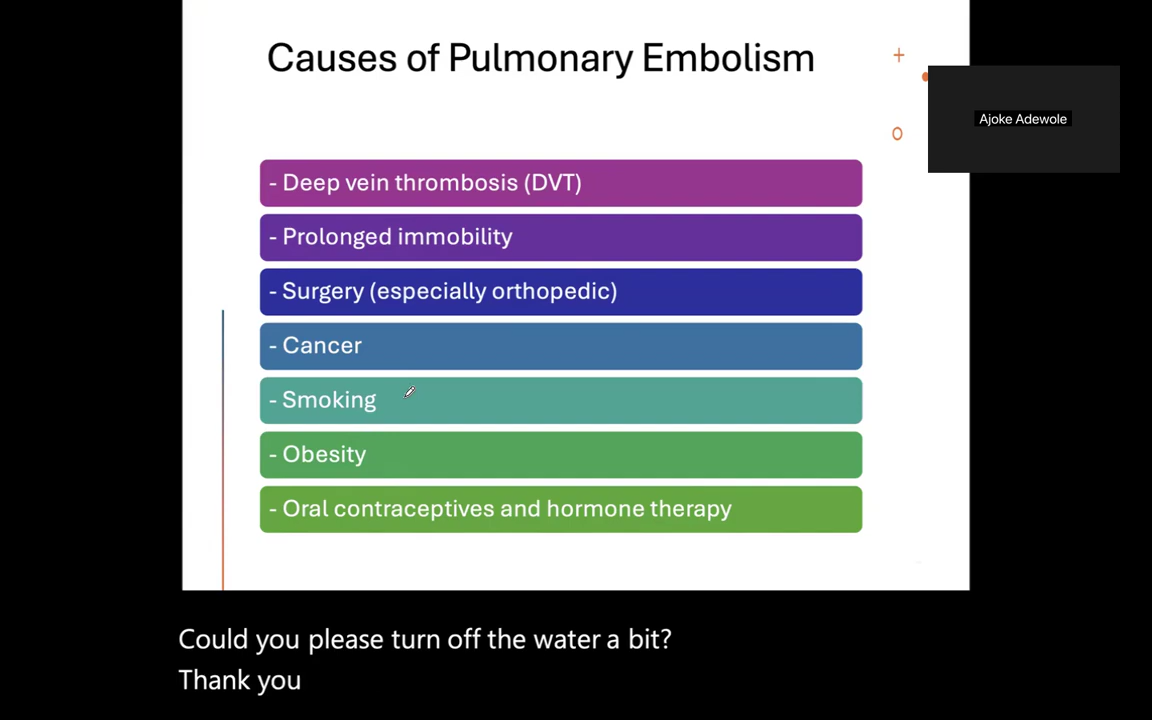 Causes of Pulmonary Embolism
Ajoke Adewole
- Deep vein thrombosis (DVT)
- Prolonged immobility
- Surgery (especially orthopedic)
- Cancer
- Smoking
- Obesity
- Oral contraceptives and hormone therapy
Could you please turn off the water a bit?
Thank you